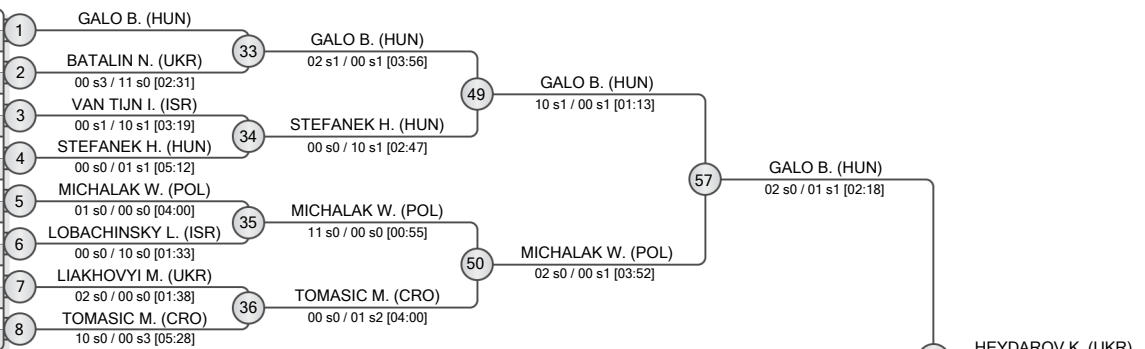 1
GALO B. (HUN)
2
BATALIN N. (UKR)
00 s3 / 11 s0 [02:31]
3
VAN TIJN I. (ISR)
00 s1 / 10 s1 [03:19]
4
STEFANEK H. (HUN)
00 s0 / 01 s1 [05:12]
5
MICHALAK W. (POL)
01 s0 / 00 s0 [04:00]
6
LOBACHINSKY L. (ISR)
00 s0 / 10 s0 [01:33]
7
LIAKHOVYI M. (UKR)
02 s0 / 00 s0 [01:38]
8
TOMASIC M. (CRO)
10 s0 / 00 s3 [05:28]
33
GALO B. (HUN)
02 s1 / 00 s1 [03:56]
34
STEFANEK H. (HUN)
00 s0 / 10 s1 [02:47]
35
MICHALAK W. (POL)
11 s0 / 00 s0 [00:55]
36
TOMASIC M. (CRO)
00 s0 / 01 s2 [04:00]
49
GALO B. (HUN)
10 s1 / 00 s1 [01:13]
50
MICHALAK W. (POL)
02 s0 / 00 s1 [03:52]
57
GALO B. (HUN)
02 s0 / 01 s1 [02:18]
HEYDAROV K. (UKR)